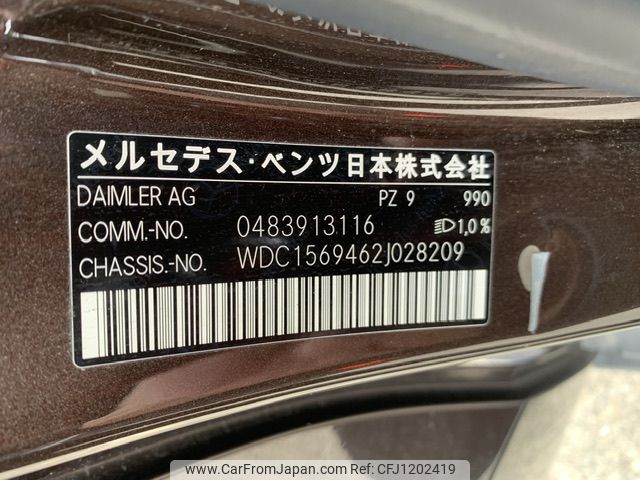 メルセデス・ベンツ日本株式会社
DAIMLER AG PZ 9 990
COMM.-NO. 0483913116 1,0%
CHASSIS.-NO. WDC1569462J028209
www.CarFromJapan.com CFJ1202419